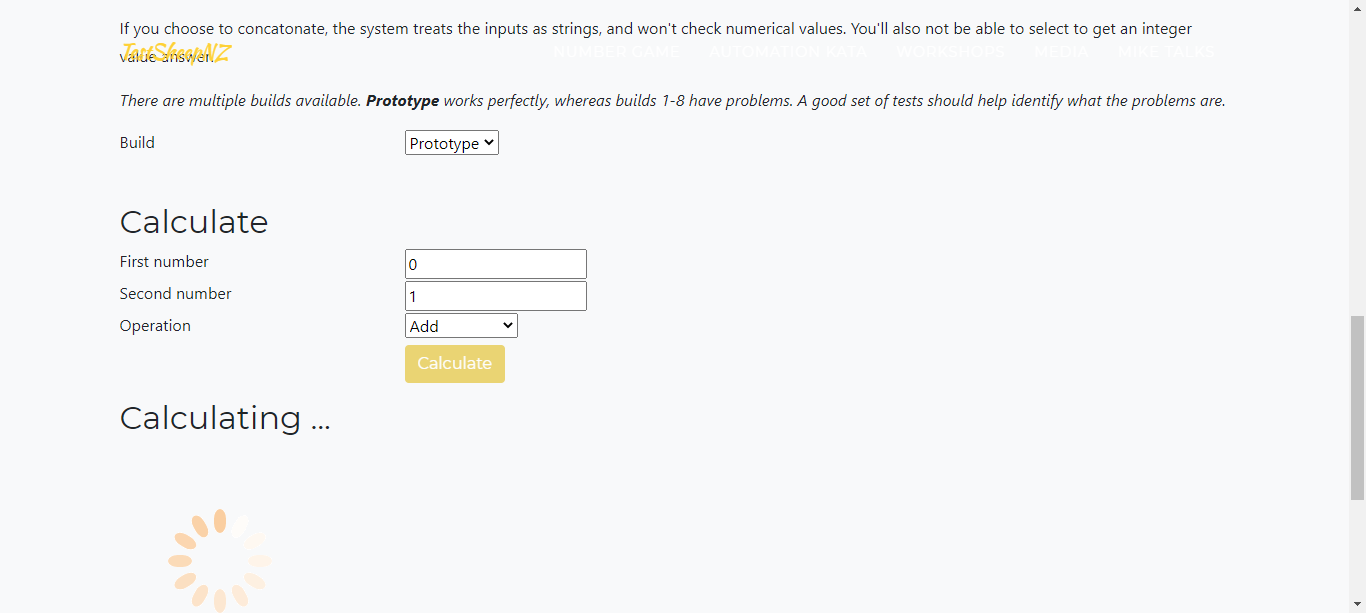 If you choose to concatonate, the system treats the inputs as strings, and won't check numerical values. You'll also not be able to select to get an integer
TestSheepNZ NUMBER GAME AUTOMATION WORKSHOPS MEDIA MIKE TALKS
value answer.
There are multiple builds available. Prototype works perfectly, whereas builds 1-8 have problems. A good set of tests should help identify what the problems are.
Build Prototype
Calculate
First number 0
Second number 1
Operation Add
Calculate
Calculating ...